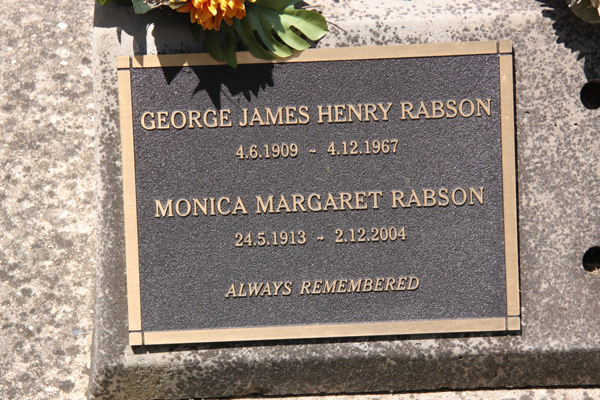 GEORGE JAMES HENRY RABSON
4.6.1909 ~ 4.12.1967
MONICA MARGARET RABSON
24.5.1913 ~ 2.12.2004
ALWAYS REMEMBERED